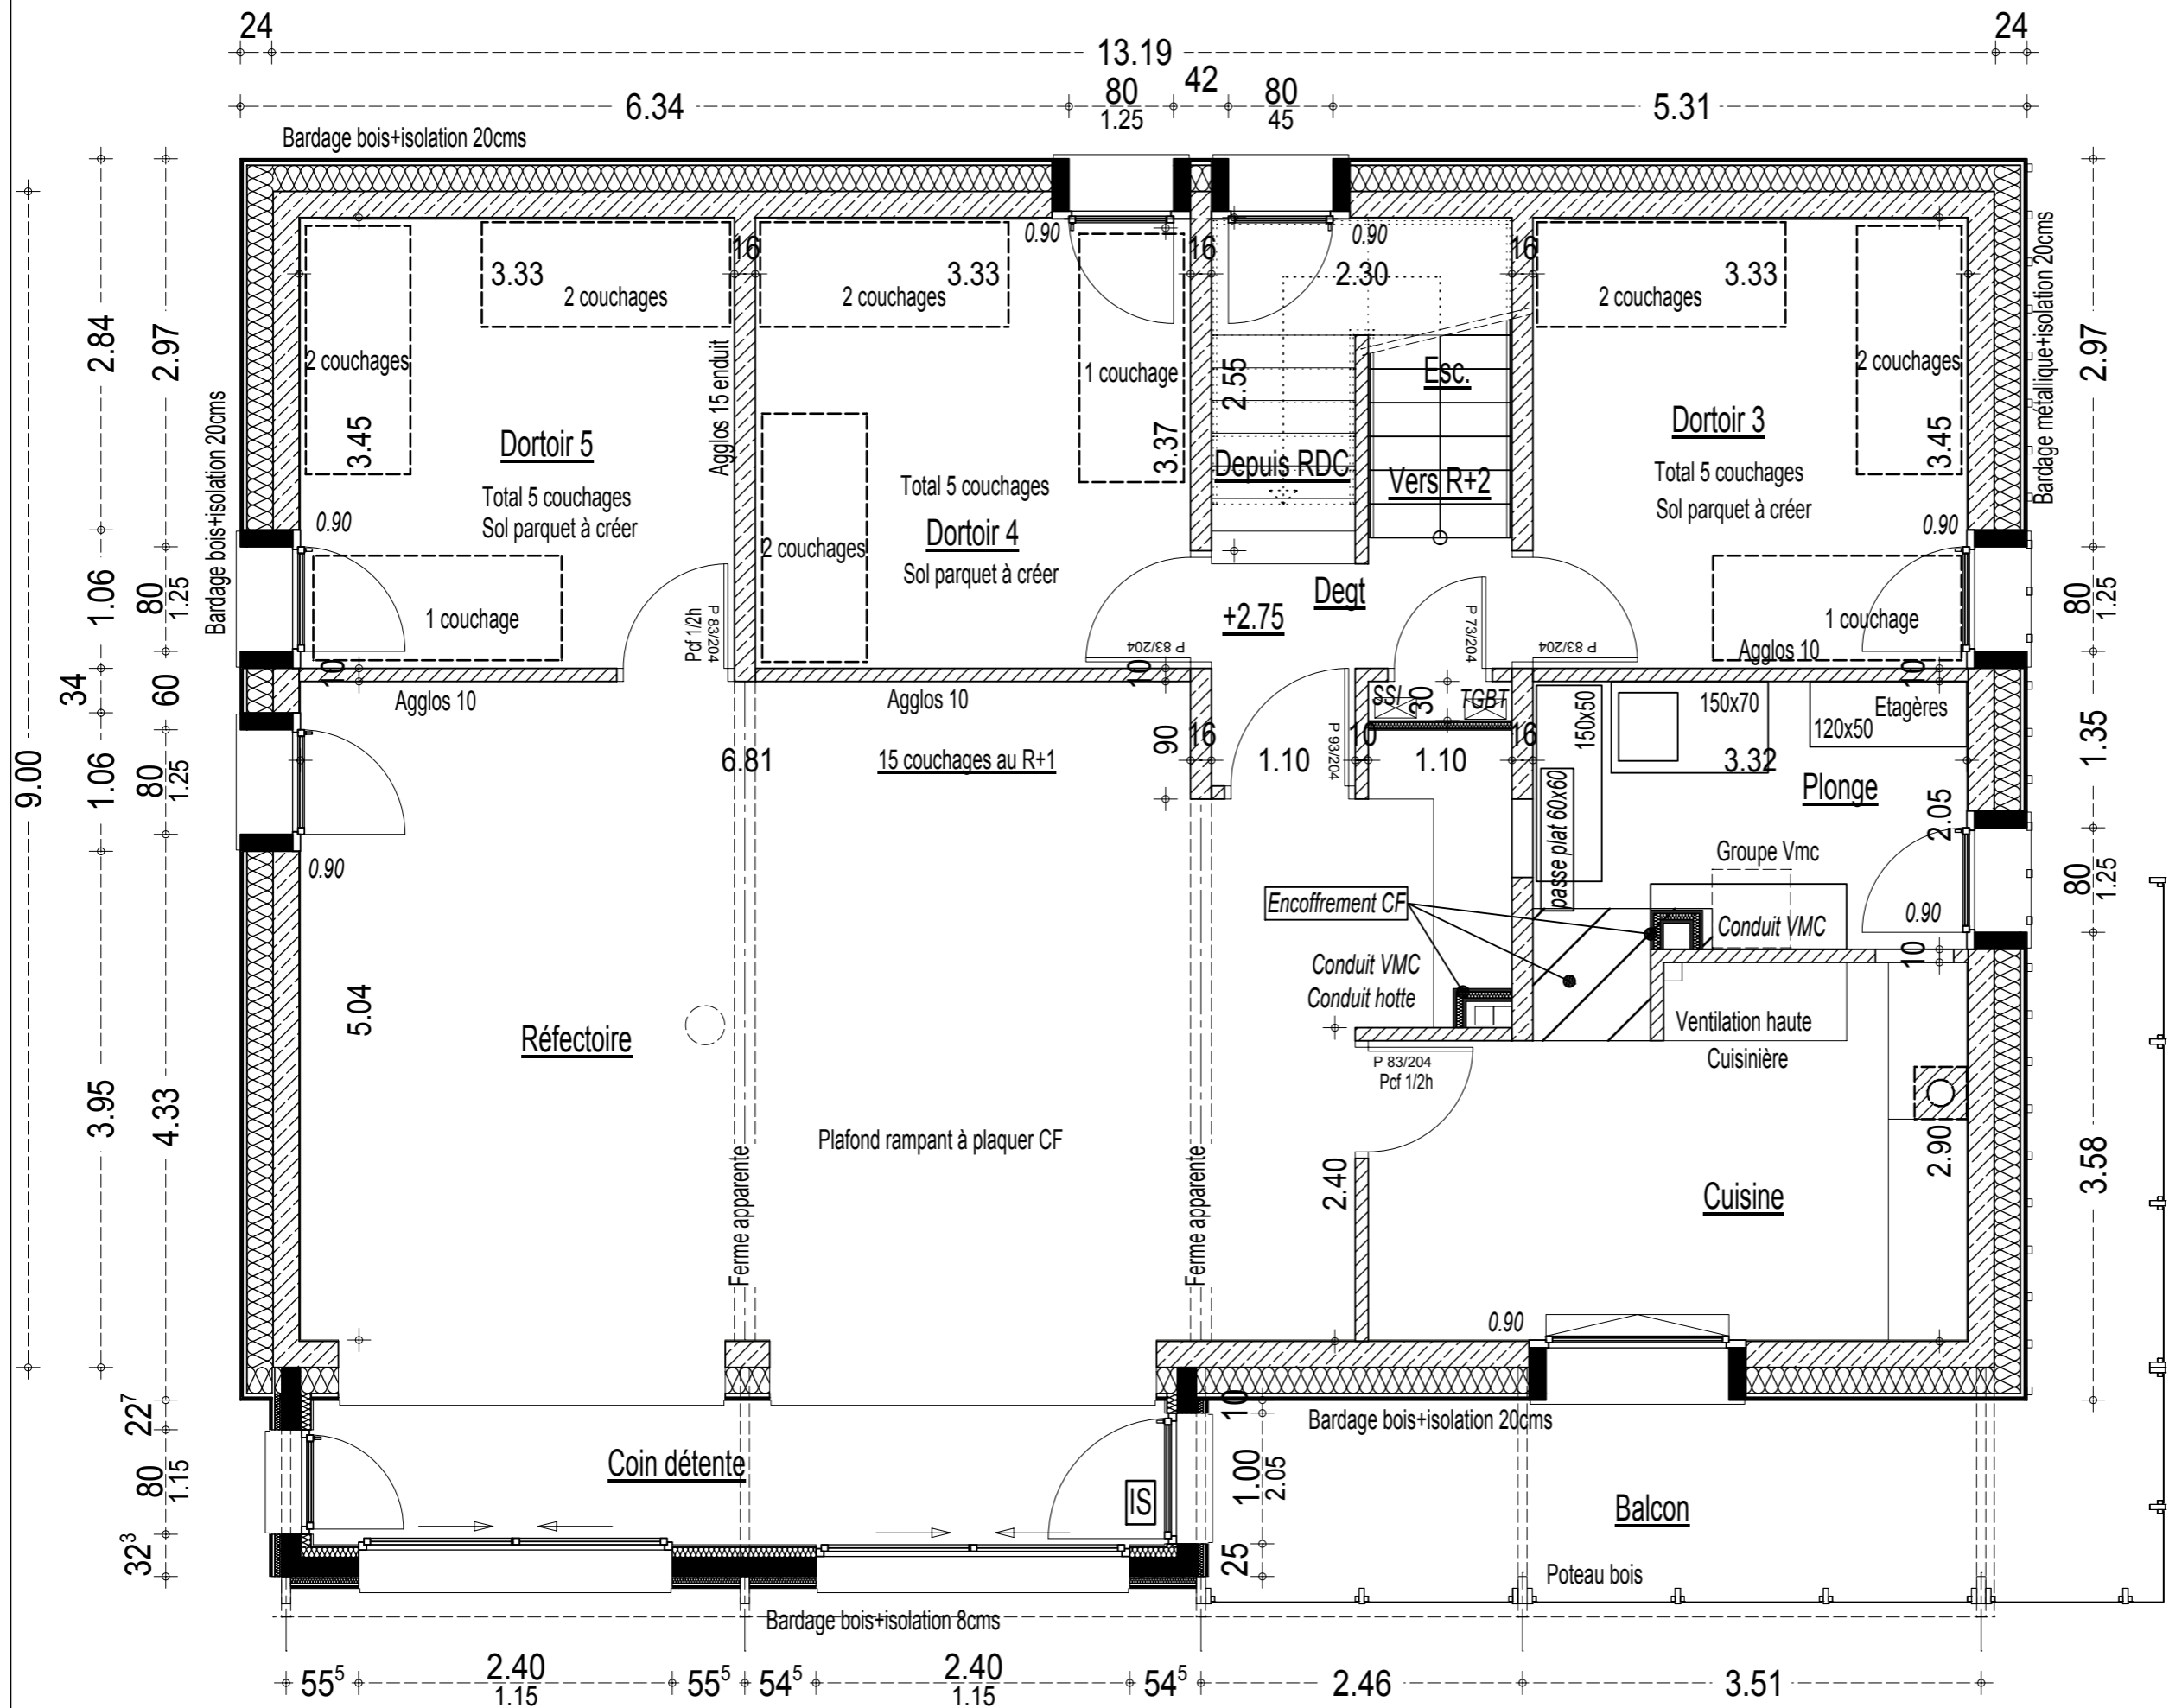 24
13.19
24
6.34
80
1.25
42
80
45
5.31
Bardage bois+isolation 20cms
0.90
0.90
16
16
16
3.33
2 couchages
3.33
2 couchages
2.30
3.33
2 couchages
2.84
2.97
2 couchages
3.45
Agglos 15 enduit
1 couchage
3.37
2.55
Esc.
2 couchages
3.45
2.97
Bardage métallique+isolation 20cms
Bardage bois+isolation 20cms
Dortoir 5
Total 5 couchages
Sol parquet à créer
Total 5 couchages
Dortoir 4
Sol parquet à créer
2 couchages
Depuis RDC
Vers R+2
Dortoir 3
Total 5 couchages
Sol parquet à créer
0.90
0.90
1.06
80
1.25
1 couchage
Pcf 1/2h
P 83/204
+2.75
Degt
P 83/204
P 73/204
P 83/204
1 couchage
80
1.25
10
Agglos 10
Agglos 10
10
Agglos 10
10
34
60
SSI
30
TGBT
150x50
150x70
120x50
Etagères
9.00
1.06
80
1.25
6.81
15 couchages au R+1
90
16
1.10
P 93/204
10
1.10
16
3.32
Plonge
2.05
1.35
0.90
passe plat 60x60
Groupe Vmc
80
1.25
Encoffrement CF
0.90
Conduit VMC
10
Conduit VMC
Conduit hotte
5.04
Réfectoire
Ventilation haute
Cuisinière
P 83/204
Pcf 1/2h
3.95
4.33
Plafond rampant à plaquer CF
Ferme apparente
Ferme apparente
2.40
Cuisine
2.90
3.58
0.90
22⁷
10
Bardage bois+isolation 20cms
Coin détente
80
1.15
IS
1.00
2.05
Balcon
32³
25
Poteau bois
Bardage bois+isolation 8cms
55⁵
2.40
1.15
55⁵
54⁵
2.40
1.15
54⁵
2.46
3.51